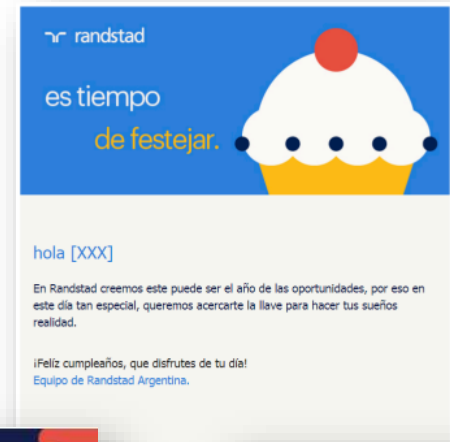 randstad
es tiempo
de festejar.
hola [XXX]
En Randstad creemos este puede ser el año de las oportunidades, por eso en
este día tan especial, queremos acercarte la llave para hacer tus sueños
realidad.
¡Feliz cumpleaños, que disfrutes de tu día!
Equipo de Randstad Argentina.